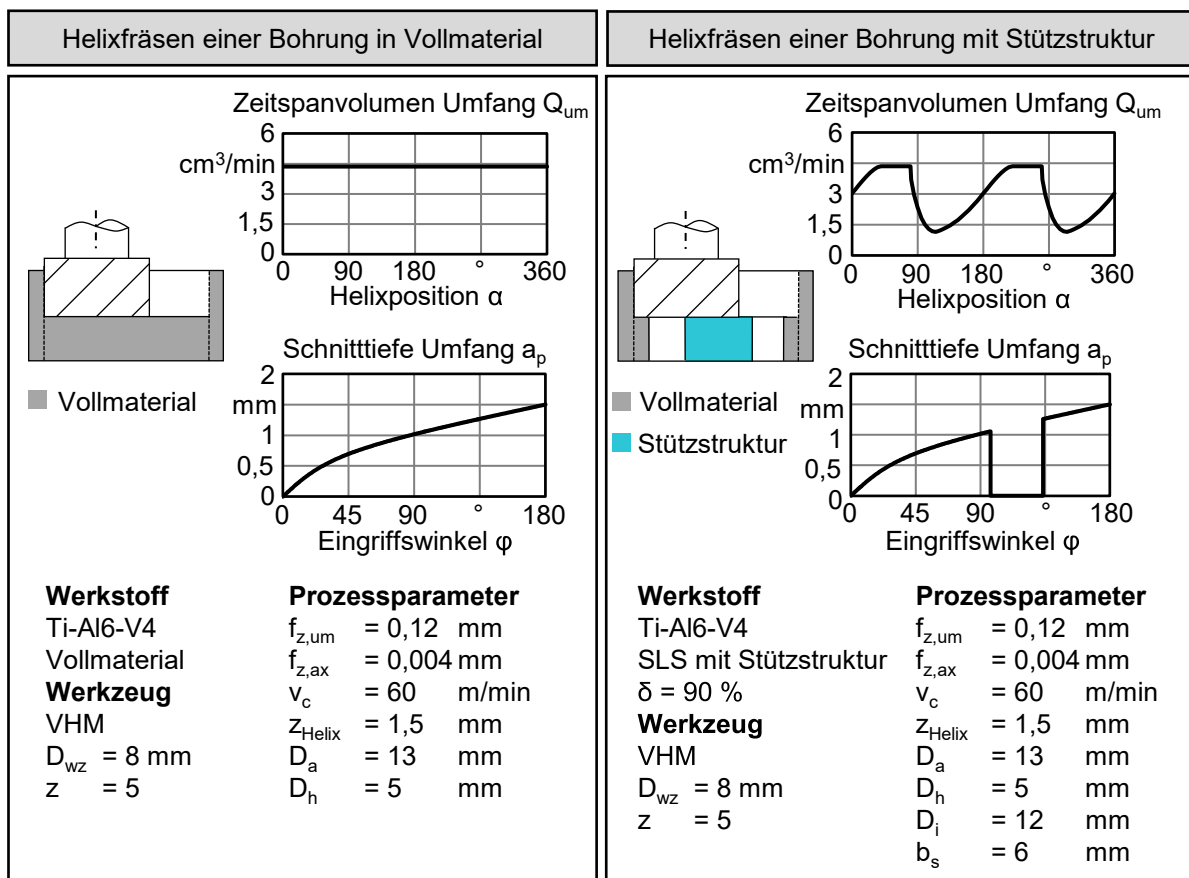 Helixfräsen einer Bohrung in Vollmaterial
Zeitspanvolumen Umfang Q_um
6
cm³/min
3
1,5
0
0 90 180 ° 360
Helixposition α
Schnitttiefe Umfang a_p
2
mm
1
0,5
0
0 45 90 ° 180
Eingriffswinkel φ
Vollmaterial
Werkstoff
Ti-Al6-V4
Vollmaterial
Werkzeug
VHM
D_wz = 8 mm
z = 5
Prozessparameter
f_z,um = 0,12 mm
f_z,ax = 0,004 mm
v_c = 60 m/min
z_Helix = 1,5 mm
D_a = 13 mm
D_h = 5 mm
Helixfräsen einer Bohrung mit Stützstruktur
Zeitspanvolumen Umfang Q_um
6
cm³/min
3
1,5
0
0 90 180 ° 360
Helixposition α
Schnitttiefe Umfang a_p
2
mm
1
0,5
0
0 45 90 ° 180
Eingriffswinkel φ
Vollmaterial
Stützstruktur
Werkstoff
Ti-Al6-V4
SLS mit Stützstruktur
δ = 90 %
Werkzeug
VHM
D_wz = 8 mm
z = 5
Prozessparameter
f_z,um = 0,12 mm
f_z,ax = 0,004 mm
v_c = 60 m/min
z_Helix = 1,5 mm
D_a = 13 mm
D_h = 5 mm
D_i = 12 mm
b_s = 6 mm